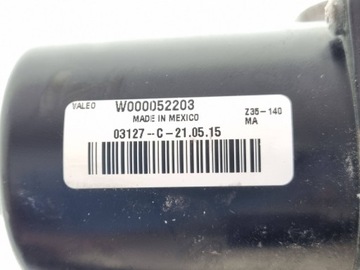 VALEO W000052203 Z35-140
MADE IN MEXICO MA
03127-C-21.05.15